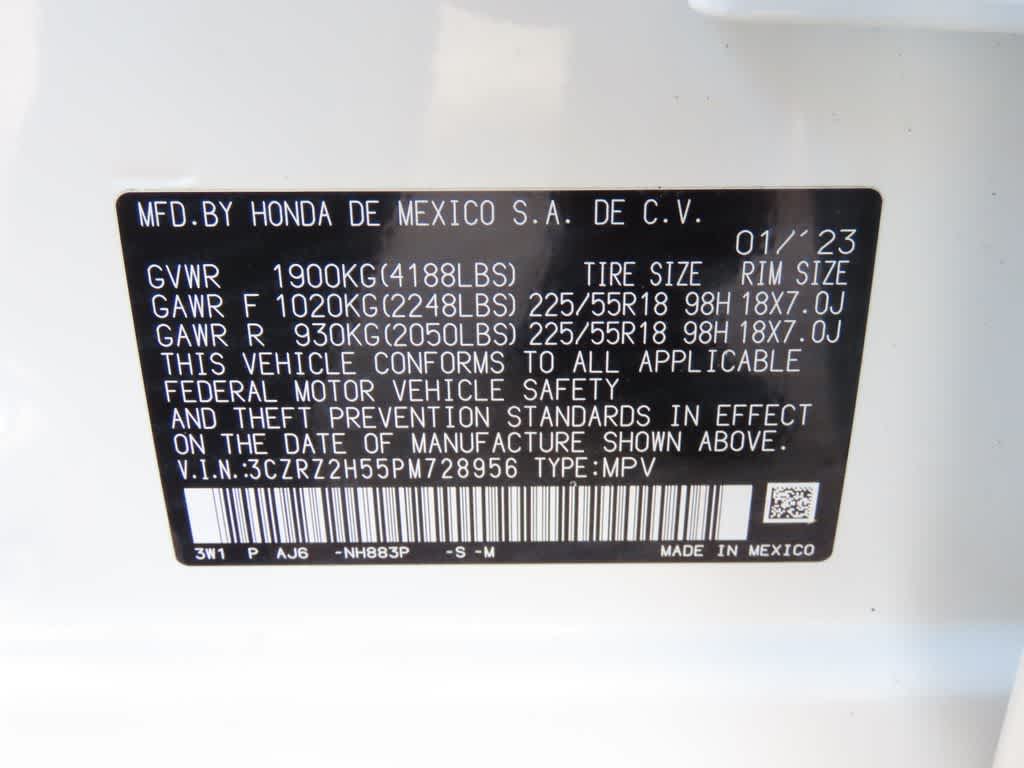 MFD.BY HONDA DE MEXICO S.A. DE C.V.
01/'23
GVWR 1900KG(4188LBS) TIRE SIZE RIM SIZE
GAWR F 1020KG(2248LBS) 225/55R18 98H 18X7.0J
GAWR R 930KG(2050LBS) 225/55R18 98H 18X7.0J
THIS VEHICLE CONFORMS TO ALL APPLICABLE
FEDERAL MOTOR VEHICLE SAFETY
AND THEFT PREVENTION STANDARDS IN EFFECT
ON THE DATE OF MANUFACTURE SHOWN ABOVE.
V.I.N.:3CZRZ2H55PM728956 TYPE:MPV
3W1 P AJ6 -NH883P -S -M MADE IN MEXICO